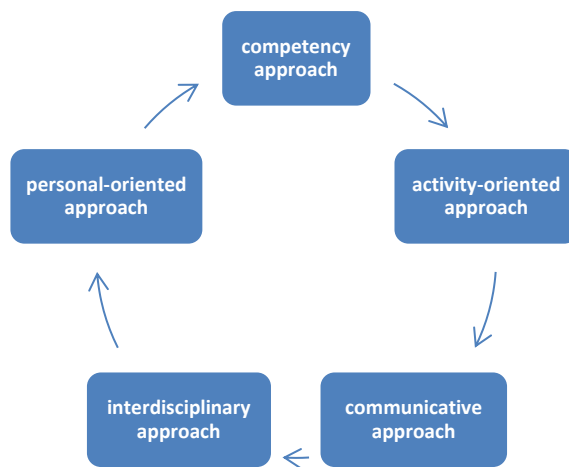 competency
approach
activity-oriented
approach
communicative
approach
interdisciplinary
approach
personal-oriented
approach